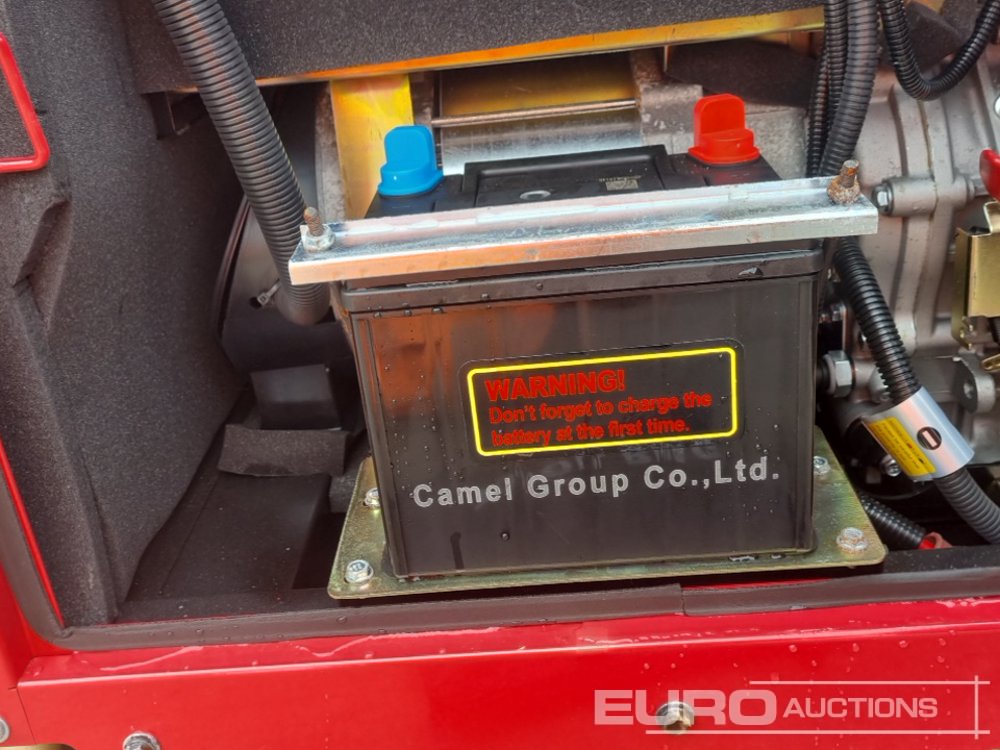 WARNING!
Don't forget to charge the
battery at the first time.
Camel Group Co.,Ltd.
EURO AUCTIONS